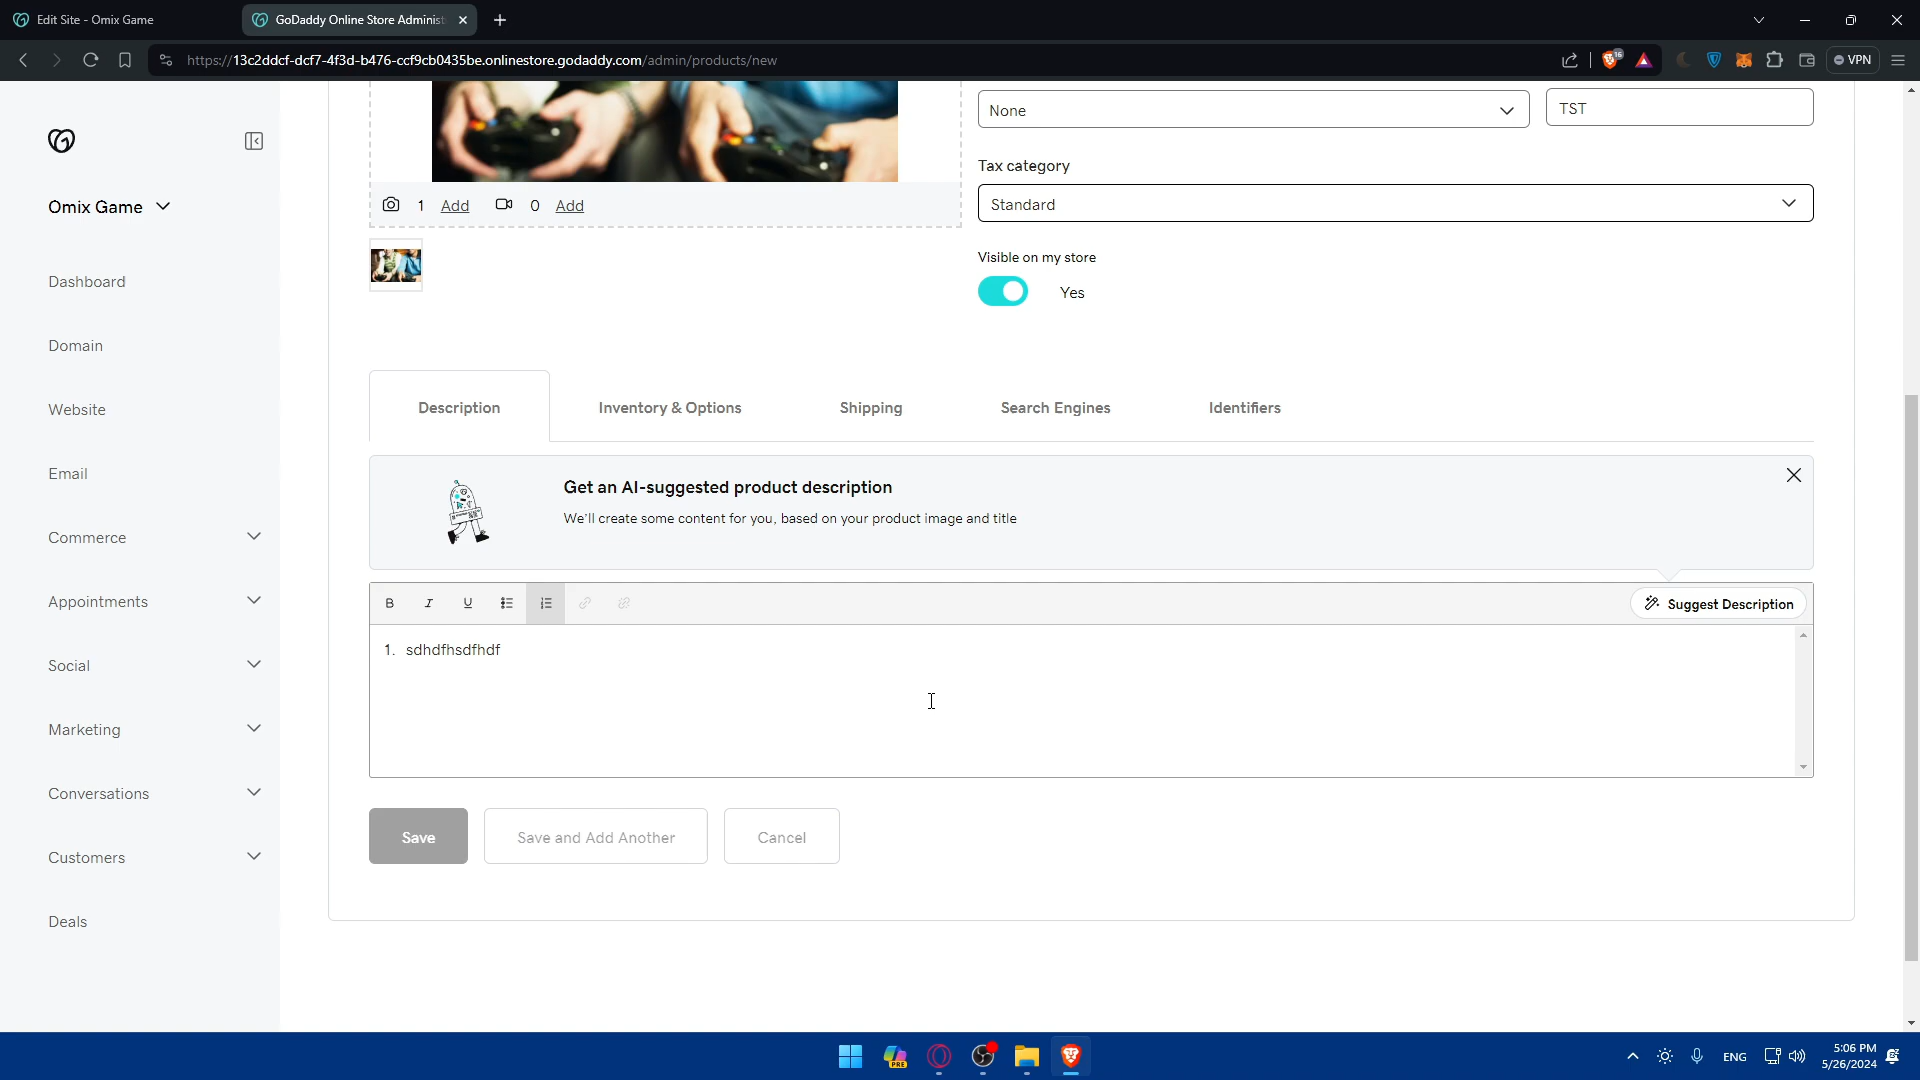 Edit Site - Omix Game
GoDaddy Online Store Administ
https://13c2ddcf-dcf7-4f3d-b476-ccf9cb0435be.onlinestore.godaddy.com/admin/products/new
16
VPN
Omix Game
Dashboard
Domain
Website
Email
Commerce
Appointments
Social
Marketing
Conversations
Customers
Deals
None
TST
Tax category
Standard
1 Add 0 Add
Visible on my store
Yes
Description
Inventory & Options
Shipping
Search Engines
Identifiers
Get an AI-suggested product description
We'll create some content for you, based on your product image and title
B I U
Suggest Description
1. sdhdfhsdfhdf
Save
Save and Add Another
Cancel
PRE
ENG
5:06 PM
5/26/2024